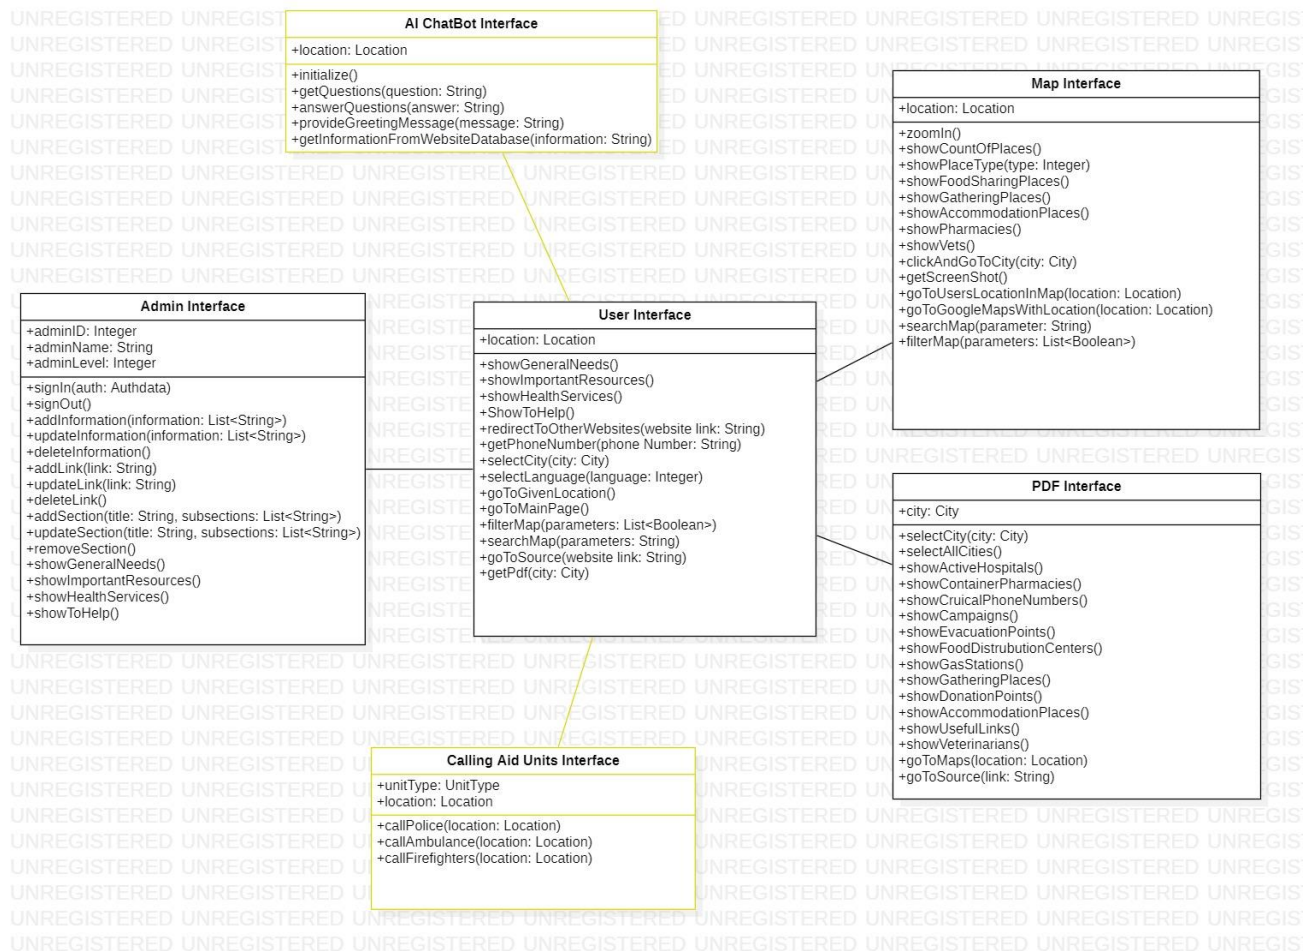 AI ChatBot Interface
+location: Location
+initialize()
+getQuestions(question: String)
+answerQuestions(answer: String)
+provideGreetingMessage(message: String)
+getInformationFromWebsiteDatabase(information: String)
Map Interface
+location: Location
+zoomIn()
+showCountOfPlaces()
+showPlaceType(type: Integer)
+showFoodSharingPlaces()
+showGatheringPlaces()
+showAccommodationPlaces()
+showPharmacies()
+showVets()
+clickAndGoToCity(city: City)
+getScreenShot()
+goToUsersLocationInMap(location: Location)
+goToGoogleMapsWithLocation(location: Location)
+searchMap(parameter: String)
+filterMap(parameters: List<Boolean>)
Admin Interface
+adminID: Integer
+adminName: String
+adminLevel: Integer
+signIn(auth: Authdata)
+signOut()
+addInformation(information: List<String>)
+updateInformation(information: List<String>)
+deleteInformation()
+addLink(link: String)
+updateLink(link: String)
+deleteLink()
+addSection(title: String, subsections: List<String>)
+updateSection(title: String, subsections: List<String>)
+removeSection()
+showGeneralNeeds()
+showImportantResources()
+showHealthServices()
+showToHelp()
User Interface
+location: Location
+showGeneralNeeds()
+showImportantResources()
+showHealthServices()
+ShowToHelp()
+redirectToOtherWebsites(website link: String)
+getPhoneNumber(phone Number: String)
+selectCity(city: City)
+selectLanguage(language: Integer)
+goToGivenLocation()
+goToMainPage()
+filterMap(parameters: List<Boolean>)
+searchMap(parameters: String)
+goToSource(website link: String)
+getPdf(city: City)
PDF Interface
+city: City
+selectCity(city: City)
+selectAllCities()
+showActiveHospitals()
+showContainerPharmacies()
+showCruicalPhoneNumbers()
+showCampaigns()
+showEvacuationPoints()
+showFoodDistrubutionCenters()
+showGasStations()
+showGatheringPlaces()
+showDonationPoints()
+showAccommodationPlaces()
+showUsefulLinks()
+showVeterinarians()
+goToMaps(location: Location)
+goToSource(link: String)
Calling Aid Units Interface
+unitType: UnitType
+location: Location
+callPolice(location: Location)
+callAmbulance(location: Location)
+callFirefighters(location: Location)
UNREGISTERED